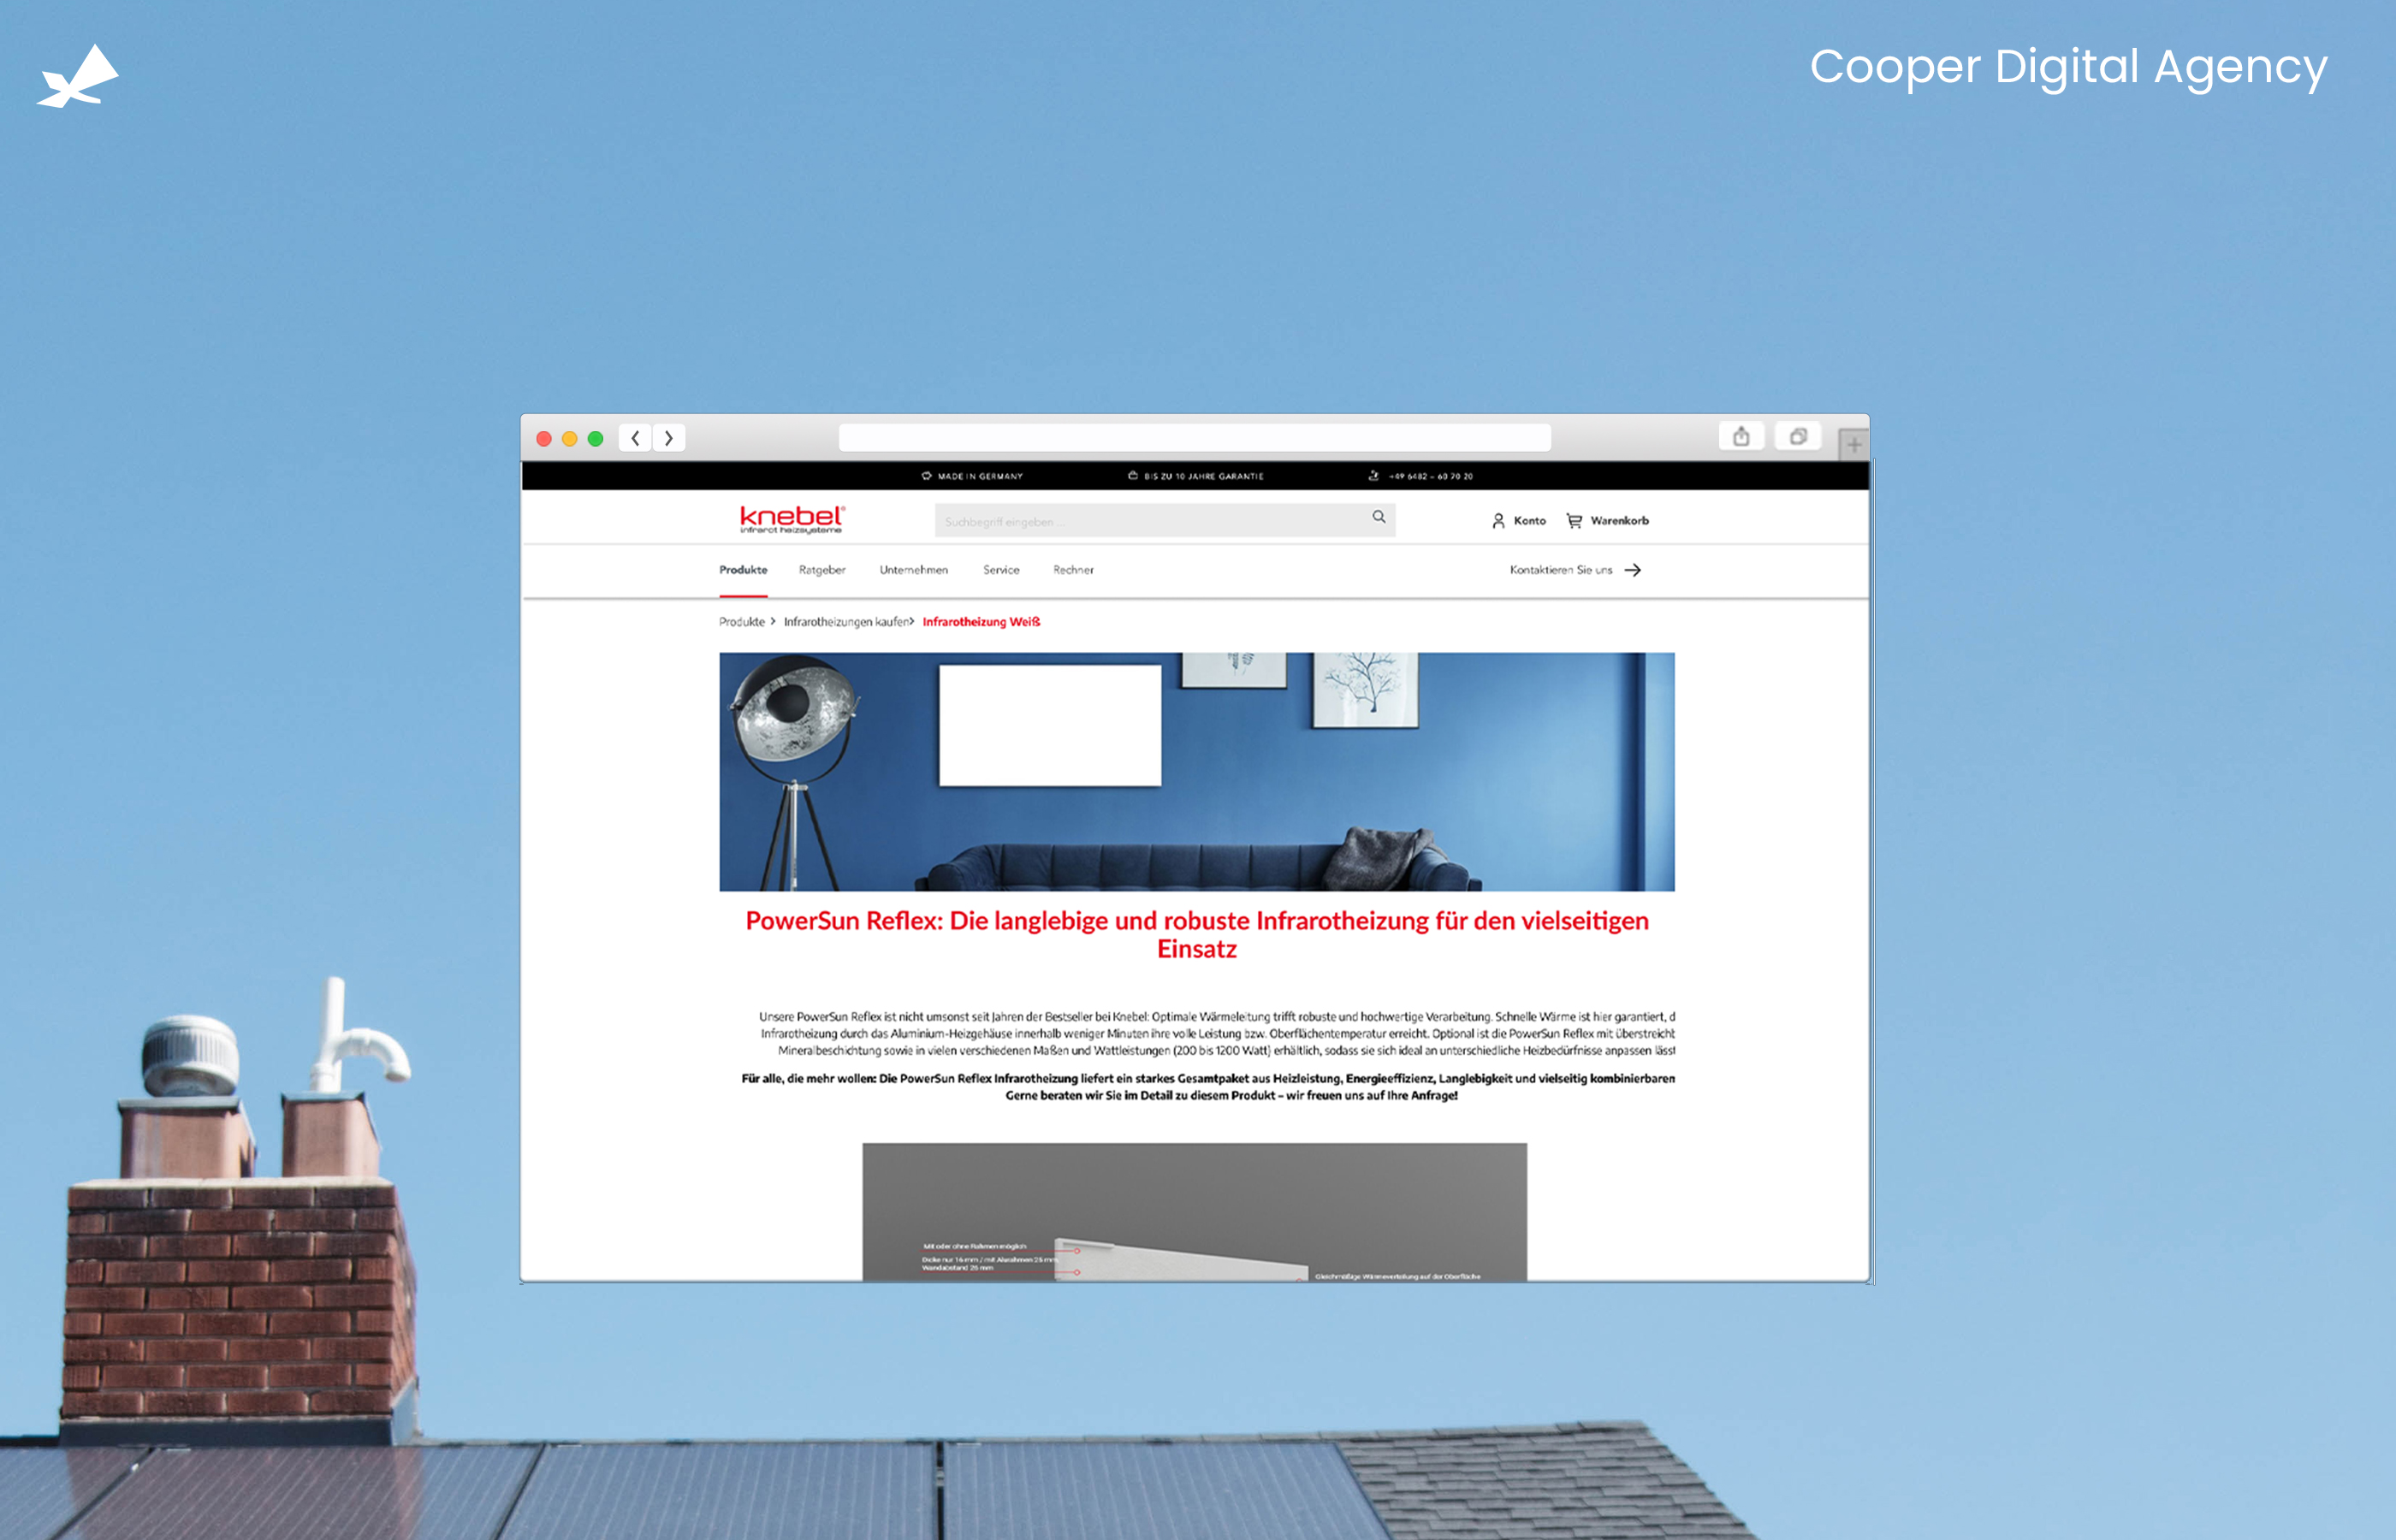 Cooper Digital Agency
MADE IN GERMANY
BIS ZU 10 JAHRE GARANTIE
+49 6482 – 60 70 20
knebel®
infrarot heizsysteme
Suchbegriff eingeben ...
Konto
Warenkorb
Produkte
Ratgeber
Unternehmen
Service
Rechner
Kontaktieren Sie uns
Produkte > Infrarotheizungen kaufen> Infrarotheizung Weiß
PowerSun Reflex: Die langlebige und robuste Infrarotheizung für den vielseitigen
Einsatz
Unsere PowerSun Reflex ist nicht umsonst seit Jahren der Bestseller bei Knebel: Optimale Wärmeleitung trifft robuste und hochwertige Verarbeitung. Schnelle Wärme ist hier garantiert, d
Infrarotheizung durch das Aluminium-Heizgehäuse innerhalb weniger Minuten ihre volle Leistung bzw. Oberflächentemperatur erreicht. Optional ist die PowerSun Reflex mit überstreicht
Mineralbeschichtung sowie in vielen verschiedenen Maßen und Wattleistungen (200 bis 1200 Watt) erhältlich, sodass sie sich ideal an unterschiedliche Heizbedürfnisse anpassen lässt
Für alle, die mehr wollen: Die PowerSun Reflex Infrarotheizung liefert ein starkes Gesamtpaket aus Heizleistung, Energieeffizienz, Langlebigkeit und vielseitig kombinierbaren
Gerne beraten wir Sie im Detail zu diesem Produkt – wir freuen uns auf Ihre Anfrage!
Mit oder ohne Rahmen möglich
Dicke nur 16 mm / mit Alurahmen 25 mm,
Wandabstand 25 mm
Gleichmäßige Wärmeverteilung auf der Oberfläche